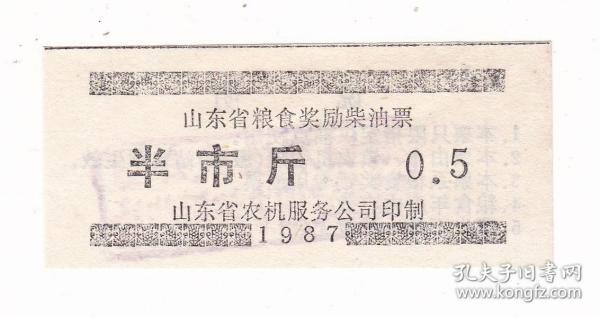 山东省粮食奖励柴油票
半市斤 0.5
山东省农机服务公司印制
1987
孔夫子旧书网
www.kongfz.com